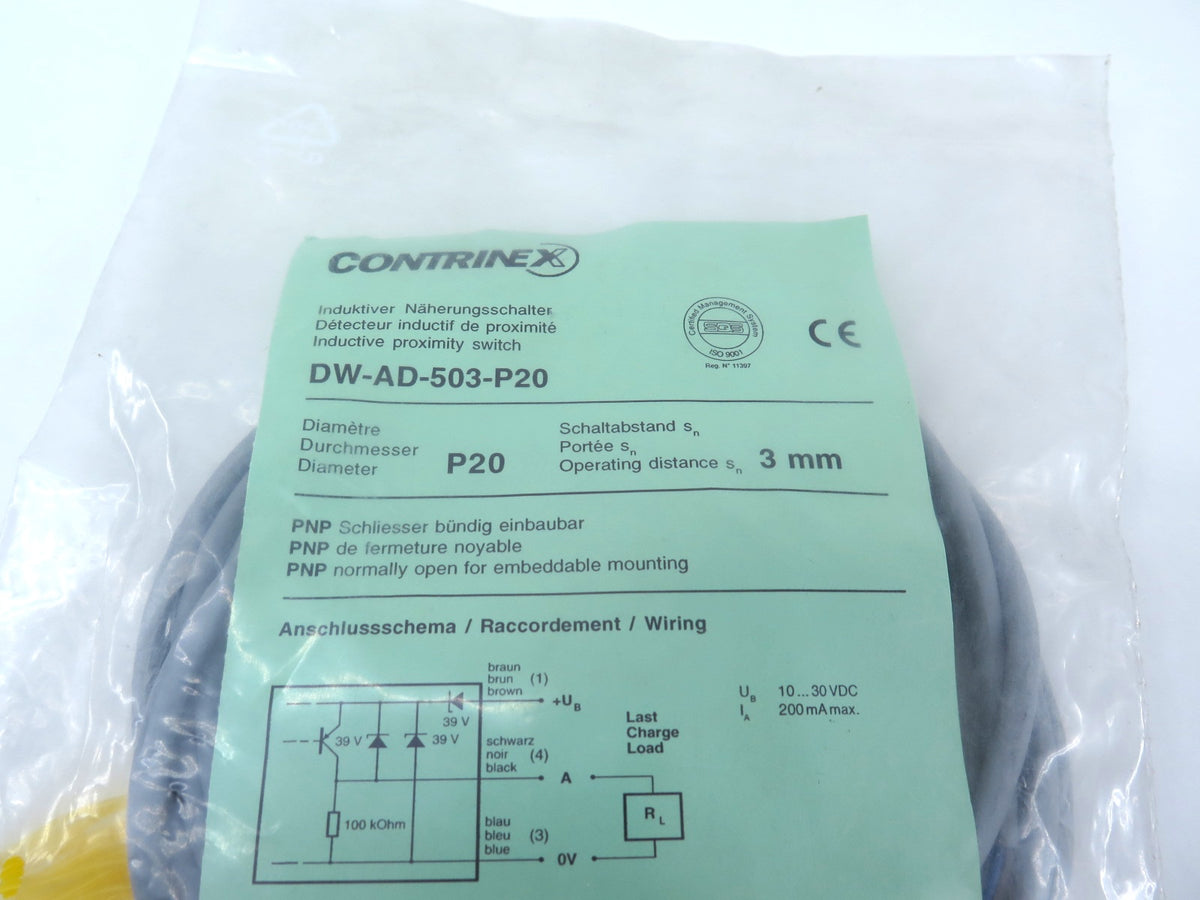 CONTRINEX
Induktiver Näherungsschalter
Détecteur inductif de proximité
Inductive proximity switch
DW-AD-503-P20
Certified Management System
SGS
ISO 9001
Reg. N° 11397
CE
Diamètre
Durchmesser
Diameter
P20
Schaltabstand sn
Portée sn
Operating distance sn
3 mm
PNP Schliesser bündig einbaubar
PNP de fermeture noyable
PNP normally open for embeddable mounting
Anschlussschema / Raccordement / Wiring
braun
brun (1)
brown
+UB
39 V
39 V
39 V
schwarz
noir (4)
black
A
100 kOhm
blau
bleu (3)
blue
0V
Last
Charge
Load
RL
UB 10...30 VDC
IA 200 mA max.